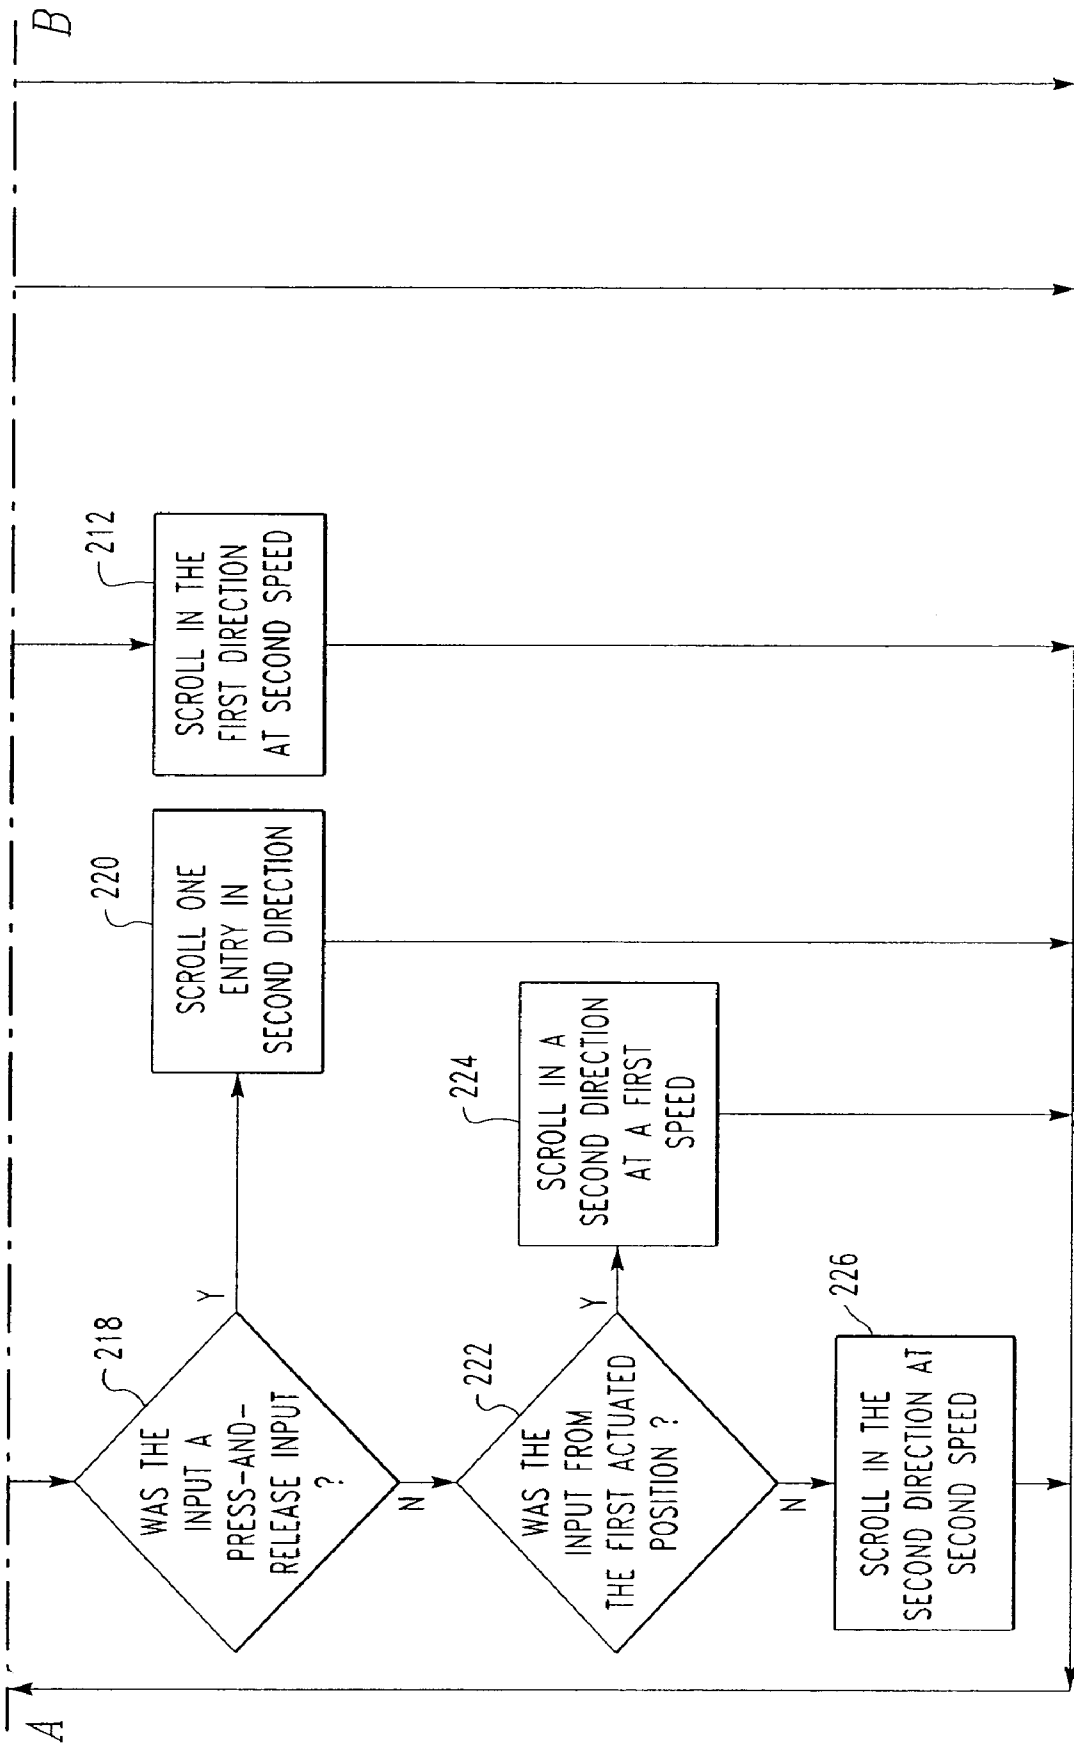 A
B
218
WAS THE
INPUT A
PRESS-AND-
RELEASE INPUT
?
Y
N
220
SCROLL ONE
ENTRY IN
SECOND DIRECTION
212
SCROLL IN THE
FIRST DIRECTION
AT SECOND SPEED
222
WAS THE
INPUT FROM
THE FIRST ACTUATED
POSITION ?
Y
N
224
SCROLL IN A
SECOND DIRECTION
AT A FIRST
SPEED
226
SCROLL IN THE
SECOND DIRECTION AT
SECOND SPEED